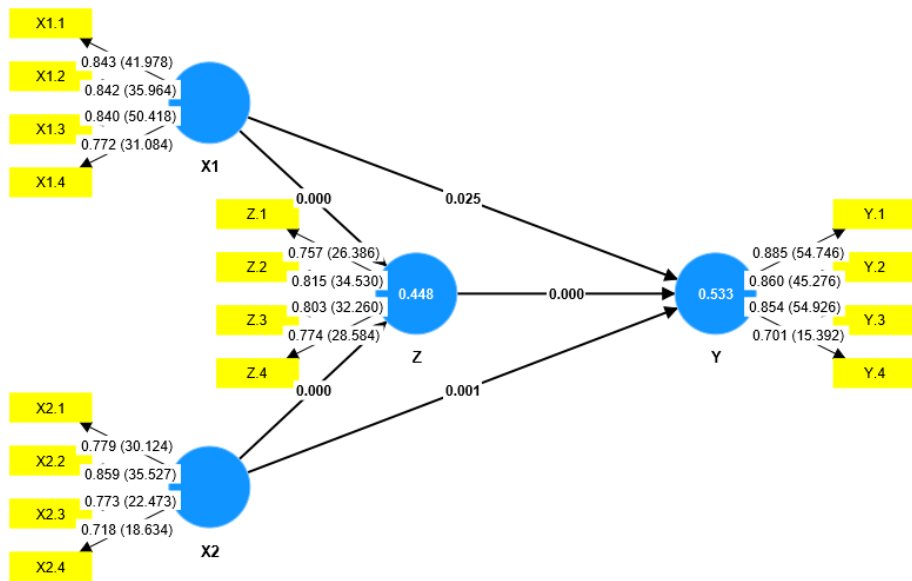 X1.1
0.843 (41.978)
X1.2
0.842 (35.964)
X1.3
0.840 (50.418)
0.772 (31.084)
X1.4
X1
0.000
0.025
Z.1
0.757 (26.386)
Z.2
0.815 (34.530)
Z.3
0.803 (32.260)
0.774 (28.584)
Z.4
0.448
Z
0.000
0.533
Y
Y.1
0.885 (54.746)
Y.2
0.860 (45.276)
0.854 (54.926)
Y.3
0.701 (15.392)
Y.4
0.000
0.001
X2.1
0.779 (30.124)
X2.2
0.859 (35.527)
0.773 (22.473)
X2.3
0.718 (18.634)
X2.4
X2